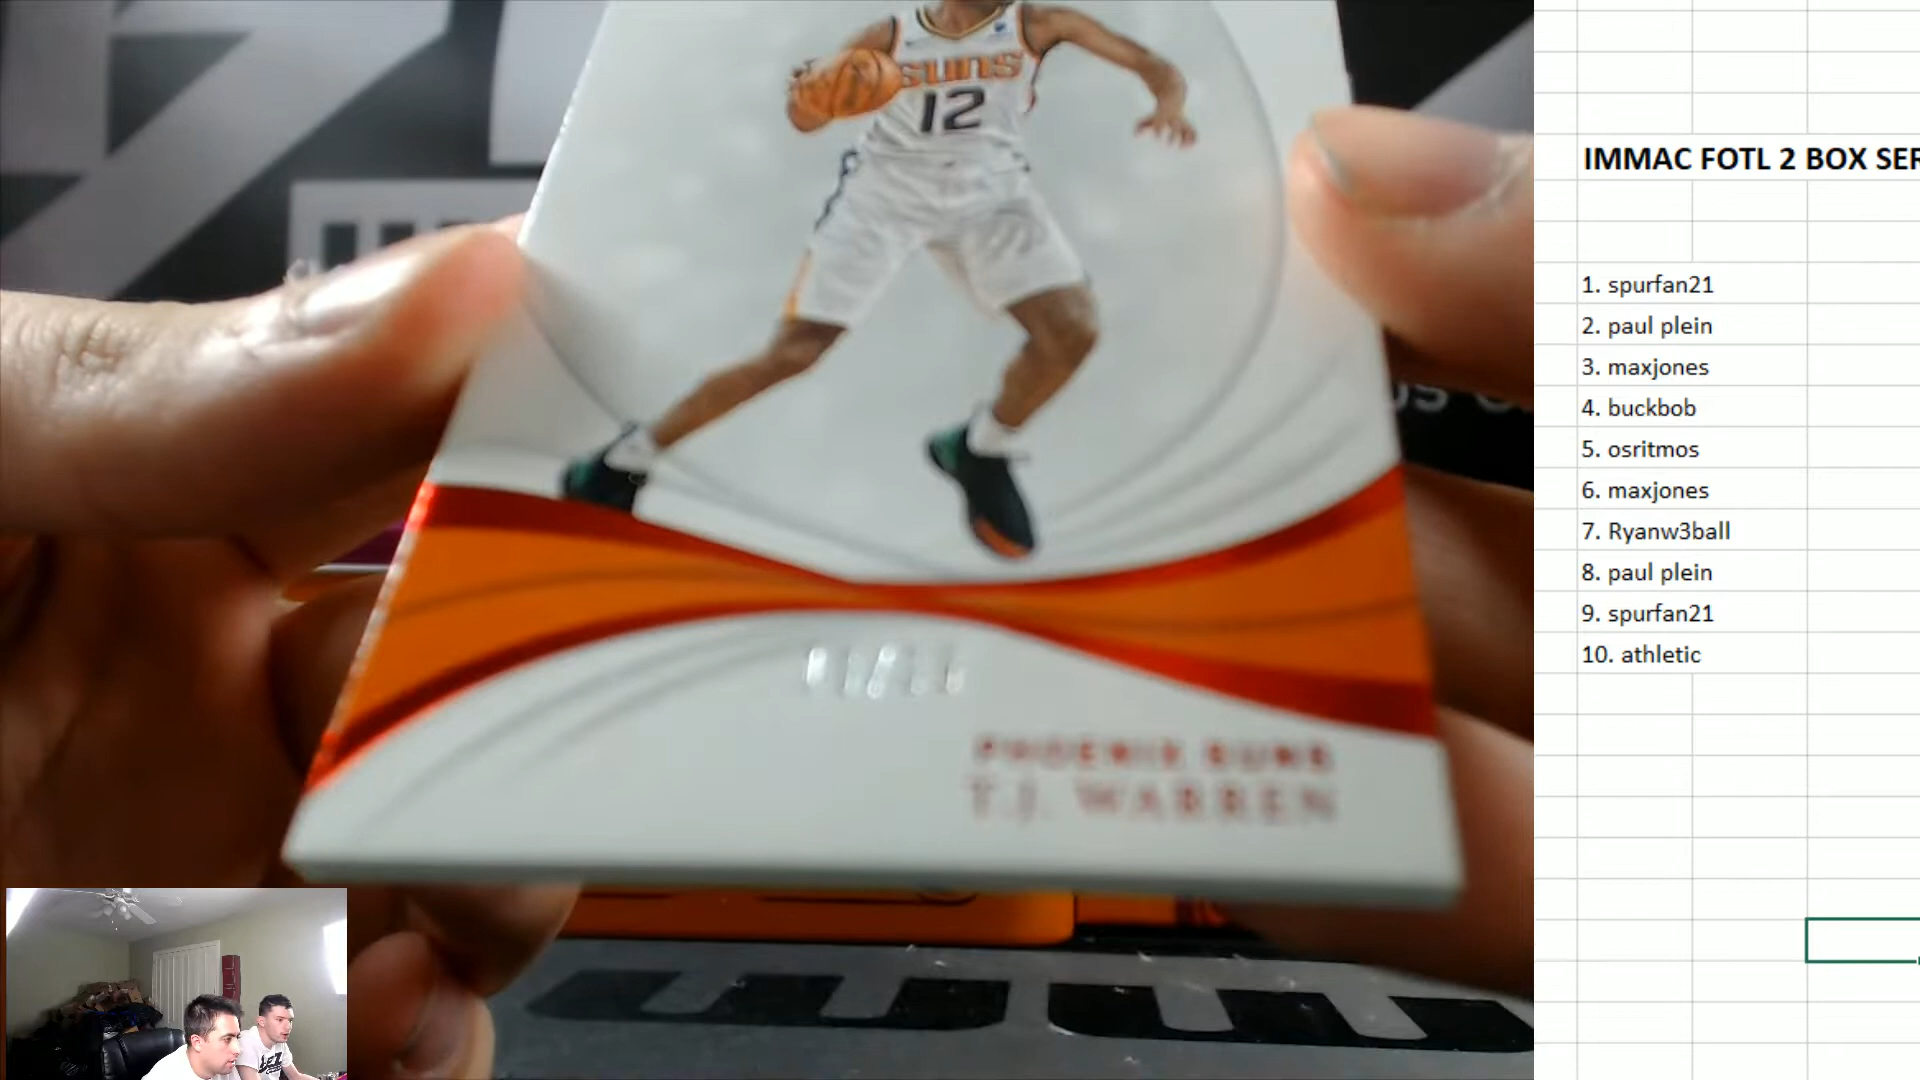 suns
12
PHOENIX SUNS
T.J. WARREN
IMMAC FOTL 2 BOX SER
1. spurfan21
2. paul plein
3. maxjones
4. buckbob
5. osritmos
6. maxjones
7. Ryanw3ball
8. paul plein
9. spurfan21
10. athletic